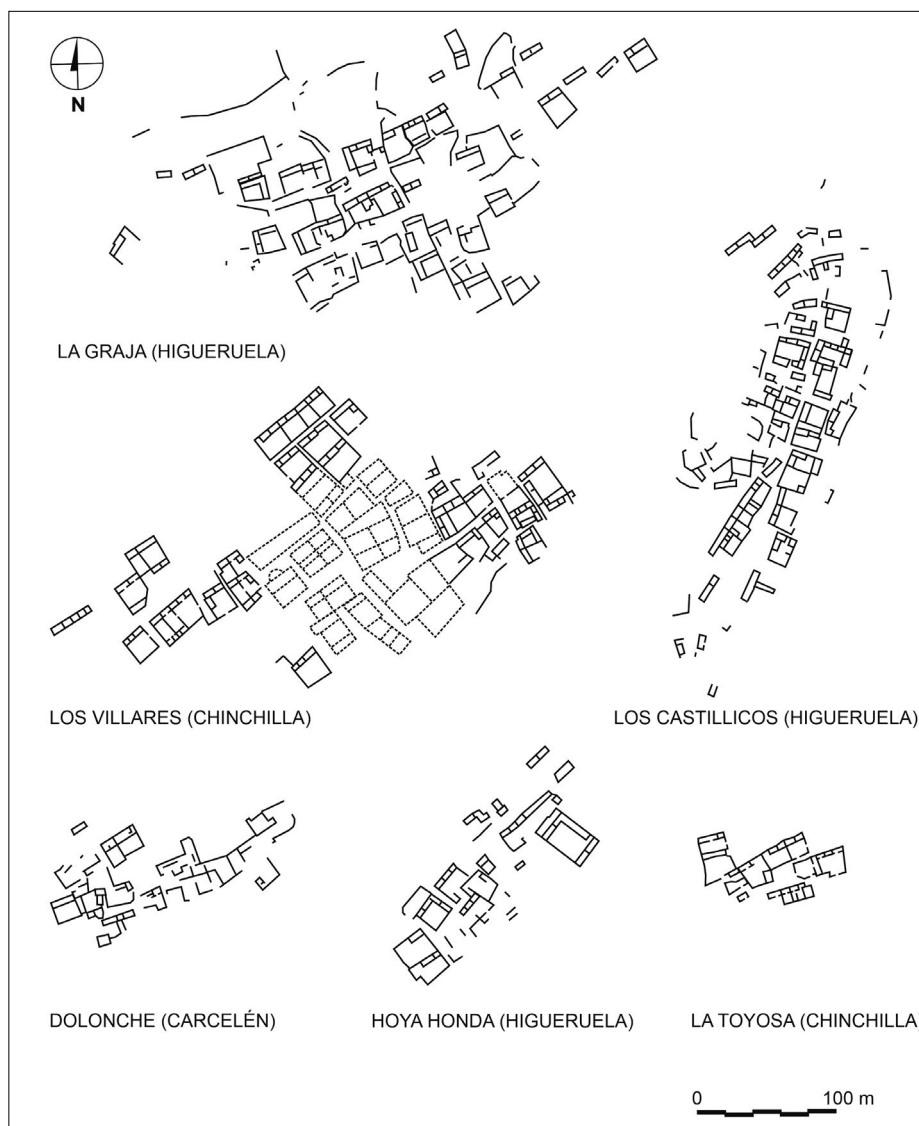 N
LA GRAJA (HIGUERUELA)
LOS VILLARES (CHINCHILLA)
LOS CASTILLICOS (HIGUERUELA)
DOLONCHE (CARCELÉN)
HOYA HONDA (HIGUERUELA)
LA TOYOSA (CHINCHILLA)
0 100 m